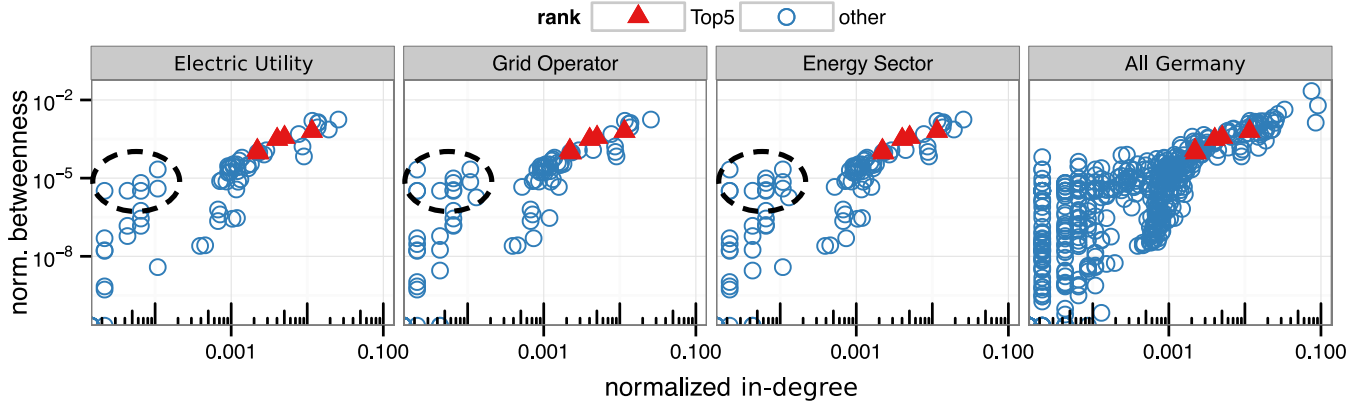 rank Top5 other
Electric Utility Grid Operator Energy Sector All Germany
norm. betweenness
10^-2
10^-5
10^-8
0.001 0.100 0.001 0.100 0.001 0.100 0.001 0.100
normalized in-degree